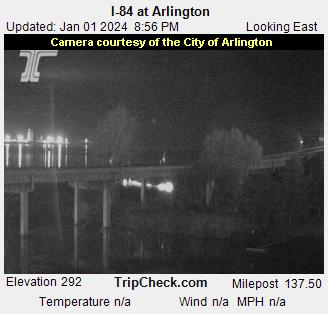 I-84 at Arlington
Updated: Jan 01 2024 8:56 PM Looking East
Camera courtesy of the City of Arlington
Elevation 292 TripCheck.com Milepost 137.50
Temperature n/a Wind n/a MPH n/a